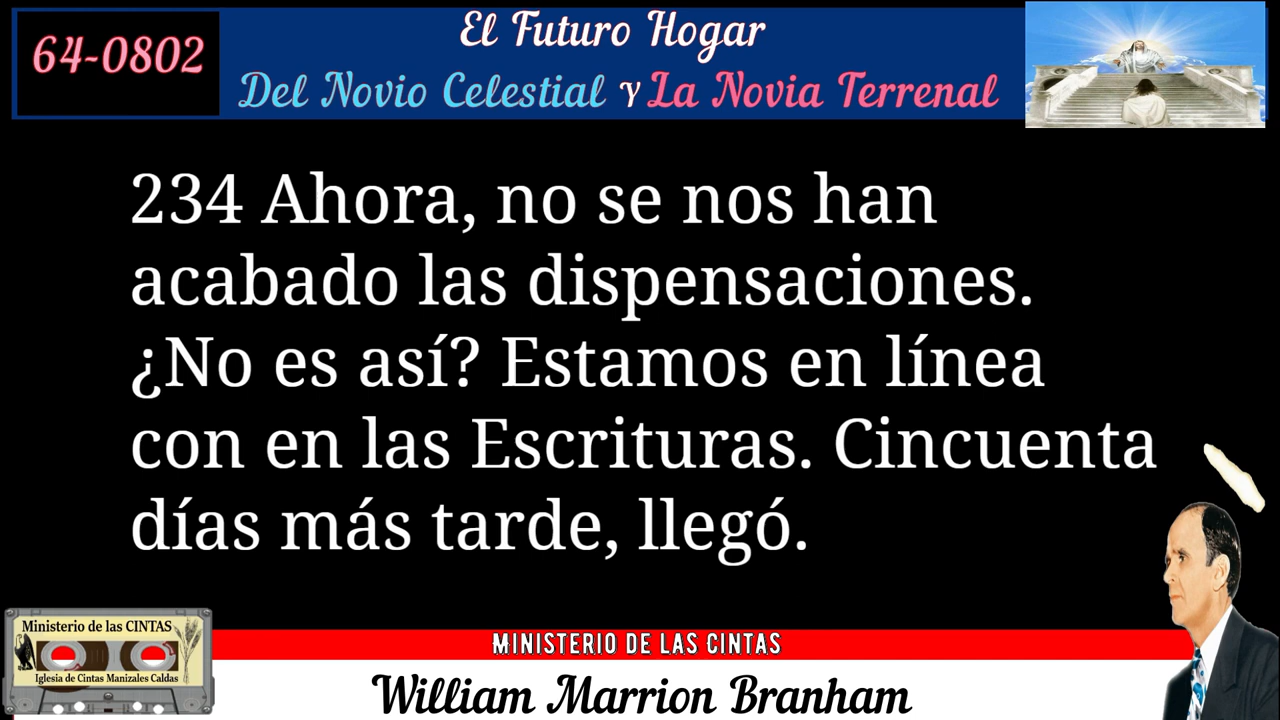 64-0802
El Futuro Hogar
Del Novio Celestial Y La Novia Terrenal
234 Ahora, no se nos han
acabado las dispensaciones.
¿No es así? Estamos en línea
con en las Escrituras. Cincuenta
días más tarde, llegó.
Ministerio de las CINTAS
Iglesia de Cintas Manizales Caldas
MINISTERIO DE LAS CINTAS
William Marrion Branham